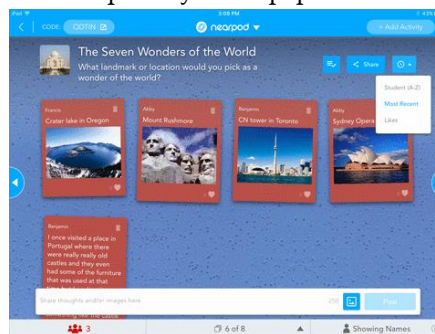 iPad
3:08 PM
43%
CODE: ODTIN
nearpod
+ Add Activity
The Seven Wonders of the World
What landmark or location would you pick as a
wonder of the world?
Share
Student (A-Z)
Most Recent
Likes
Francis
Crater lake in Oregon
Abby
Mount Rushmore
Benjamin
CN tower in Toronto
Abby
Sydney Opera
Benjamin
I once visited a place in
Portugal where there
were really really old
castles and they even
had some of the furniture
that was used at that
Share thoughts and/or images here
Post
3
6 of 8
Showing Names